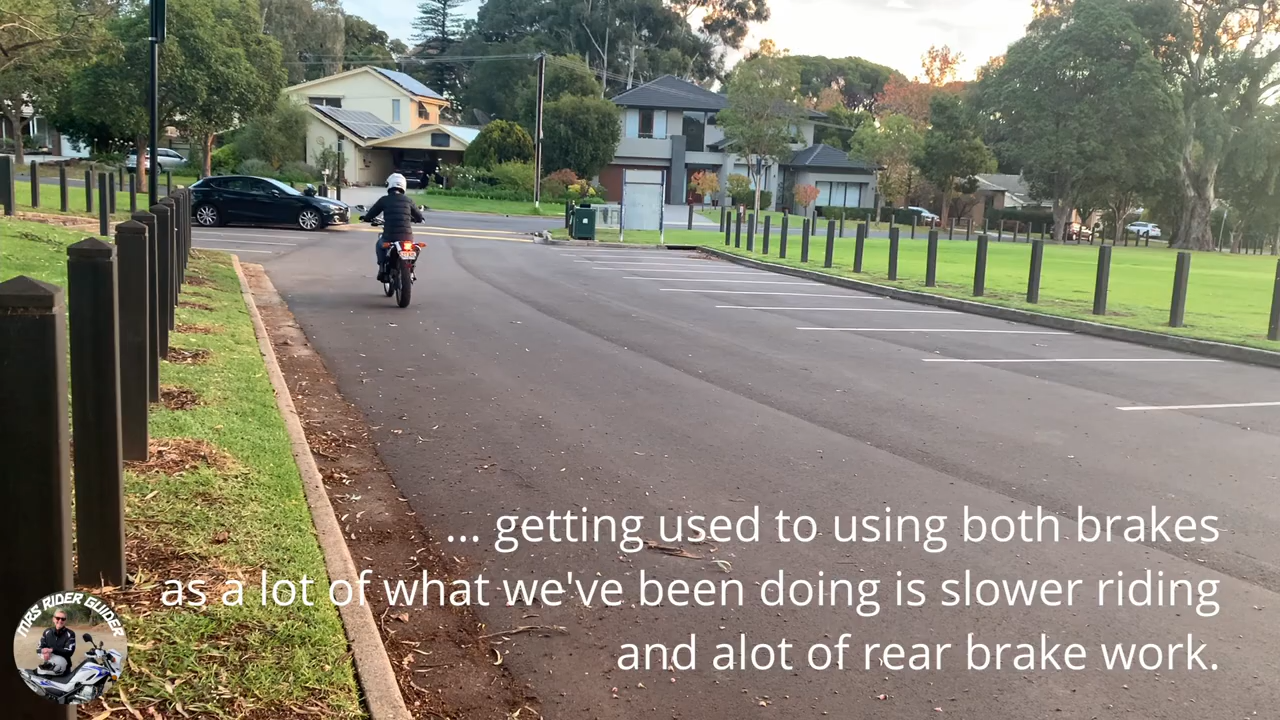 ... getting used to using both brakes
as a lot of what we've been doing is slower riding
and alot of rear brake work.
MRS RIDER GUIDER